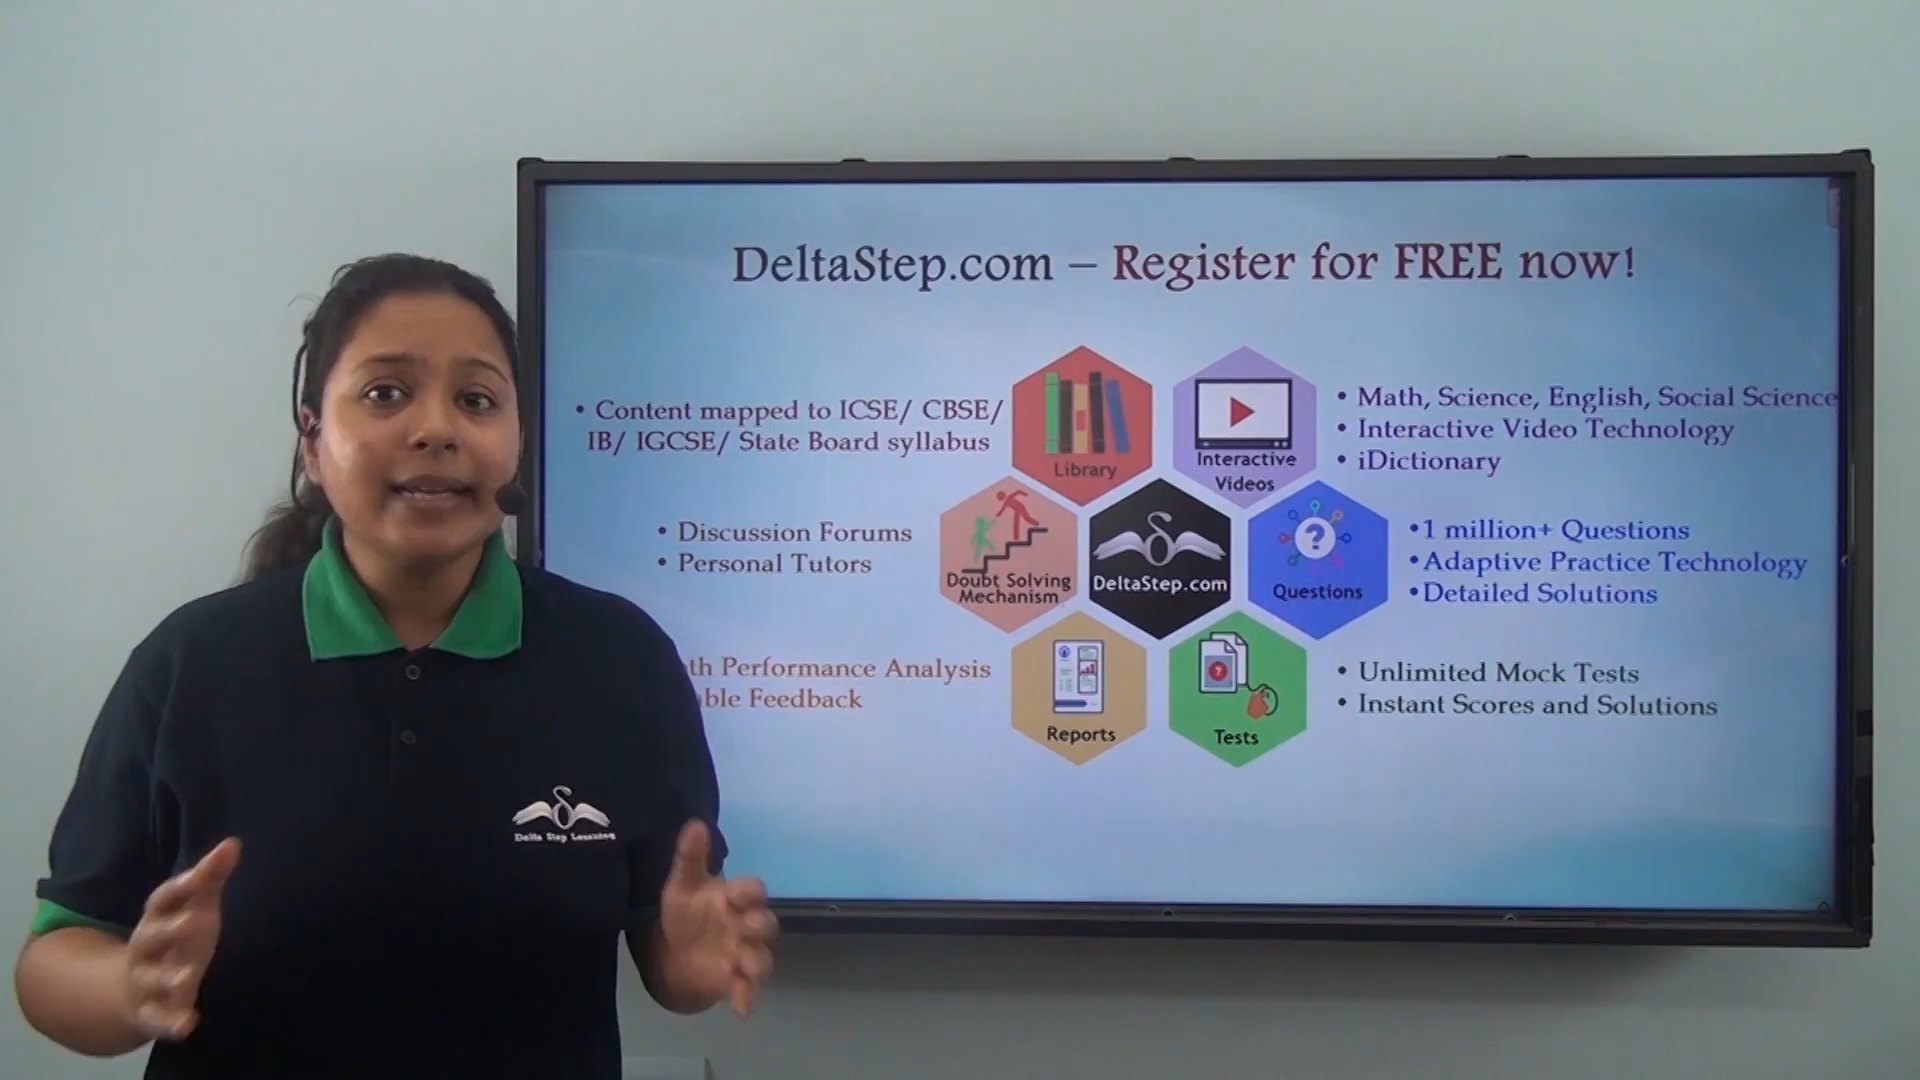 DeltaStep.com – Register for FREE now!
• Content mapped to ICSE/ CBSE/
IB/ IGCSE/ State Board syllabus
Library
Interactive
Videos
• Math, Science, English, Social Science
• Interactive Video Technology
• iDictionary
• Discussion Forums
• Personal Tutors
Doubt Solving
Mechanism
DeltaStep.com
?
Questions
• 1 million+ Questions
• Adaptive Practice Technology
• Detailed Solutions
Performance Analysis
Feedback
Reports
?
Tests
• Unlimited Mock Tests
• Instant Scores and Solutions
Delta Step Learning